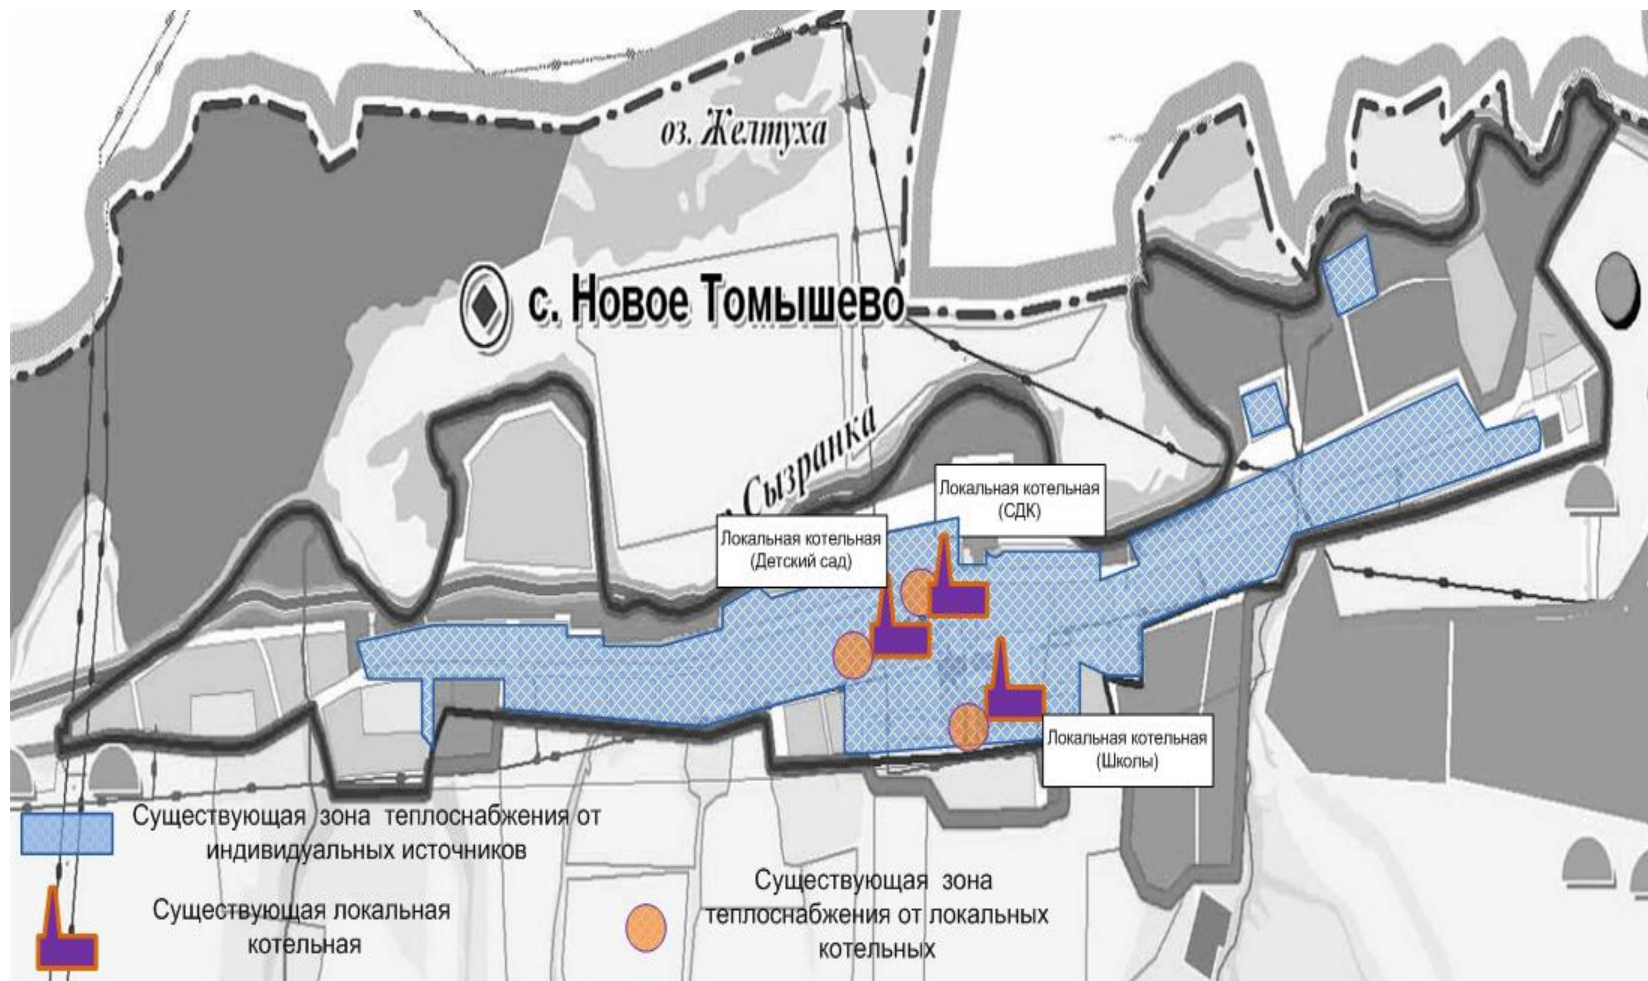 оз. Желтуха
с. Новое Томышево
. Сызранка
Локальная котельная
(СДК)
Локальная котельная
(Детский сад)
Локальная котельная
(Школы)
Существующая зона теплоснабжения от
индивидуальных источников
Существующая локальная
котельная
Существующая зона
теплоснабжения от локальных
котельных